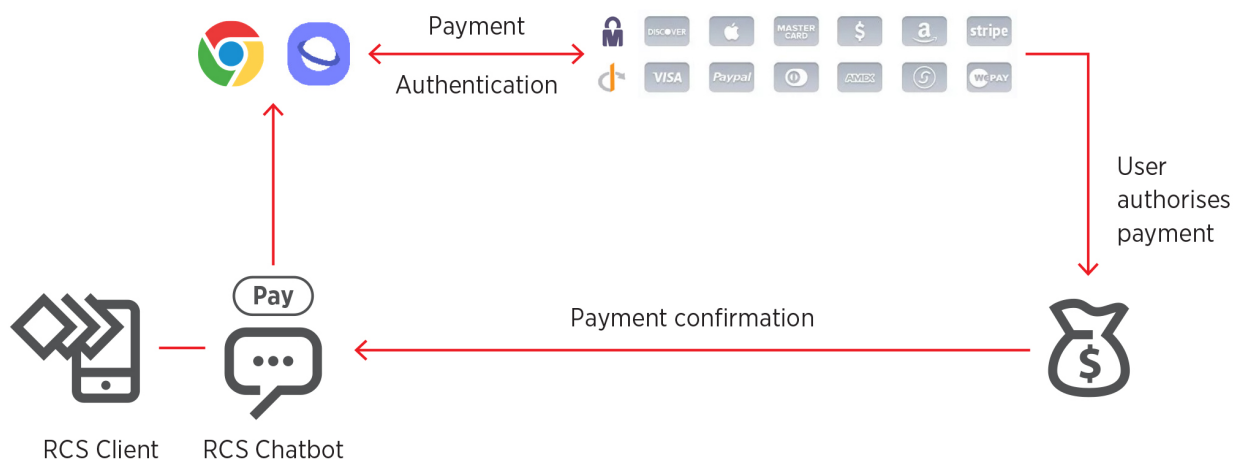 Payment
Authentication
DISCOVER
MASTER
CARD
$
a
stripe
VISA
Paypal
AMEX
WePAY
User
authorises
payment
Pay
Payment confirmation
$
RCS Client
RCS Chatbot